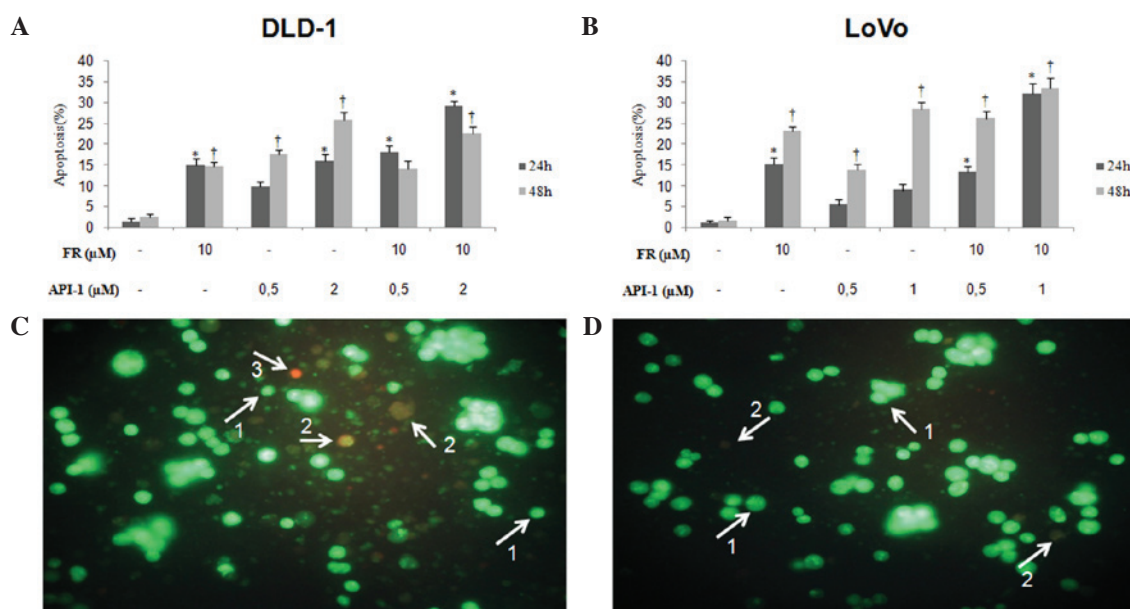 A
DLD-1
40
35
30
25
20
15
10
5
0
Apoptosis(%)
* † † * † * * †
24h
48h
FR (µM) - 10 - - 10 10
API-1 (µM) - - 0,5 2 0,5 2
B
LoVo
40
35
30
25
20
15
10
5
0
Apoptosis(%)
* † † † * † * †
24h
48h
FR (µM) - 10 - - 10 10
API-1 (µM) - - 0,5 1 0,5 1
C
3
1
2
2
1
D
2
1
1
2